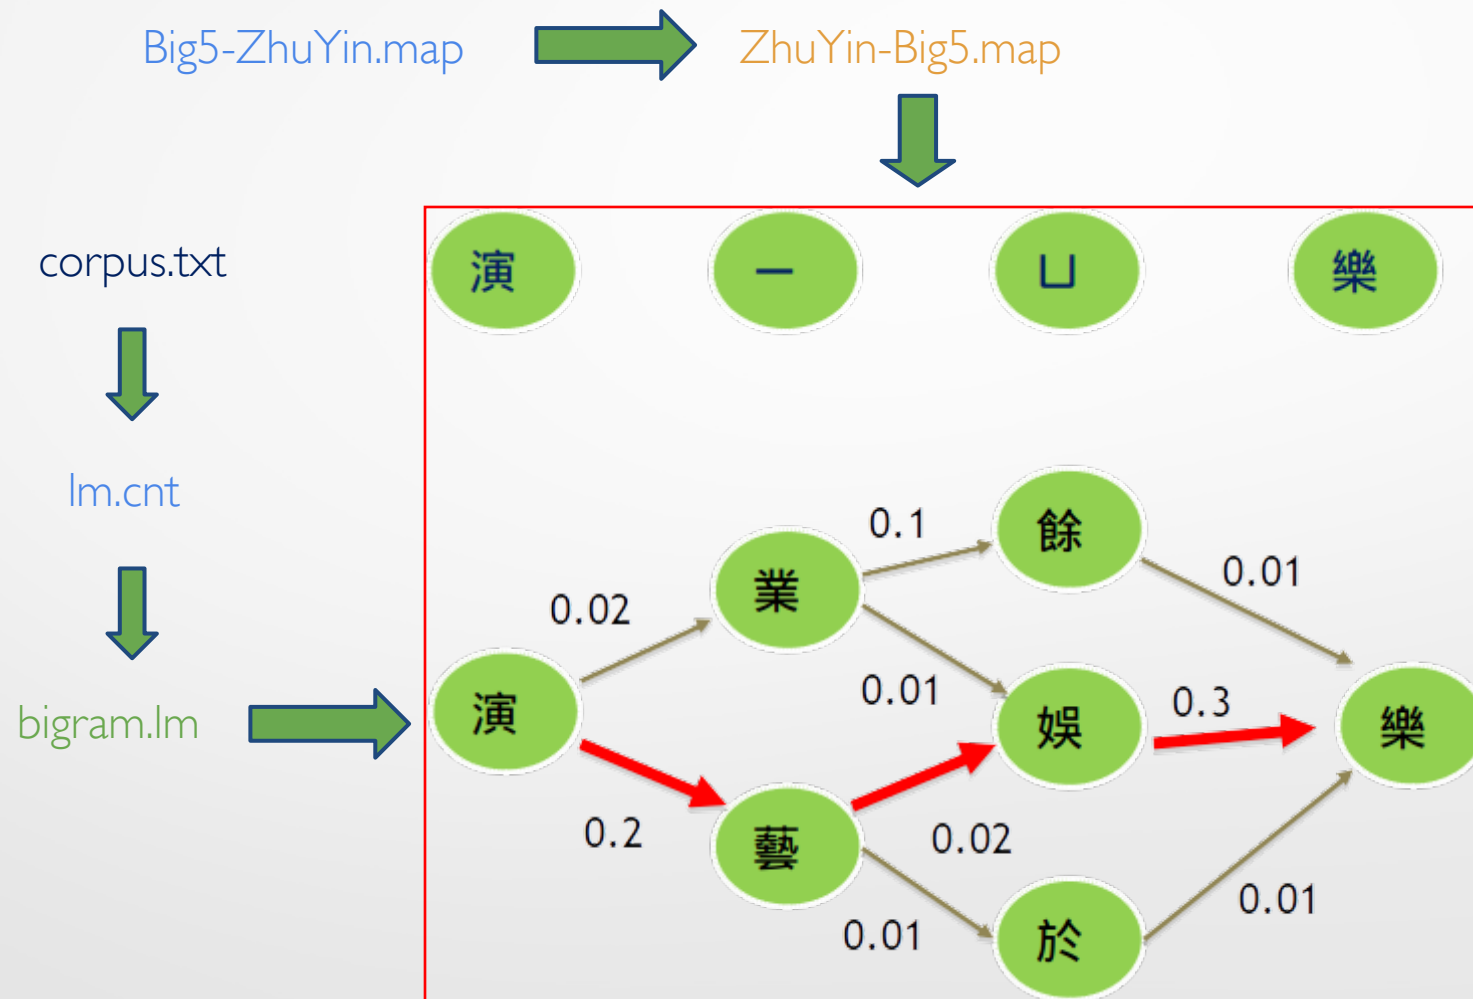 Big5-ZhuYin.map
ZhuYin-Big5.map
corpus.txt
演 ㄧ ㄩ 樂
lm.cnt
0.1
餘
0.01
業
0.02
0.01
0.3
bigram.lm
演
娛
樂
0.2
藝
0.02
0.01
0.01
於